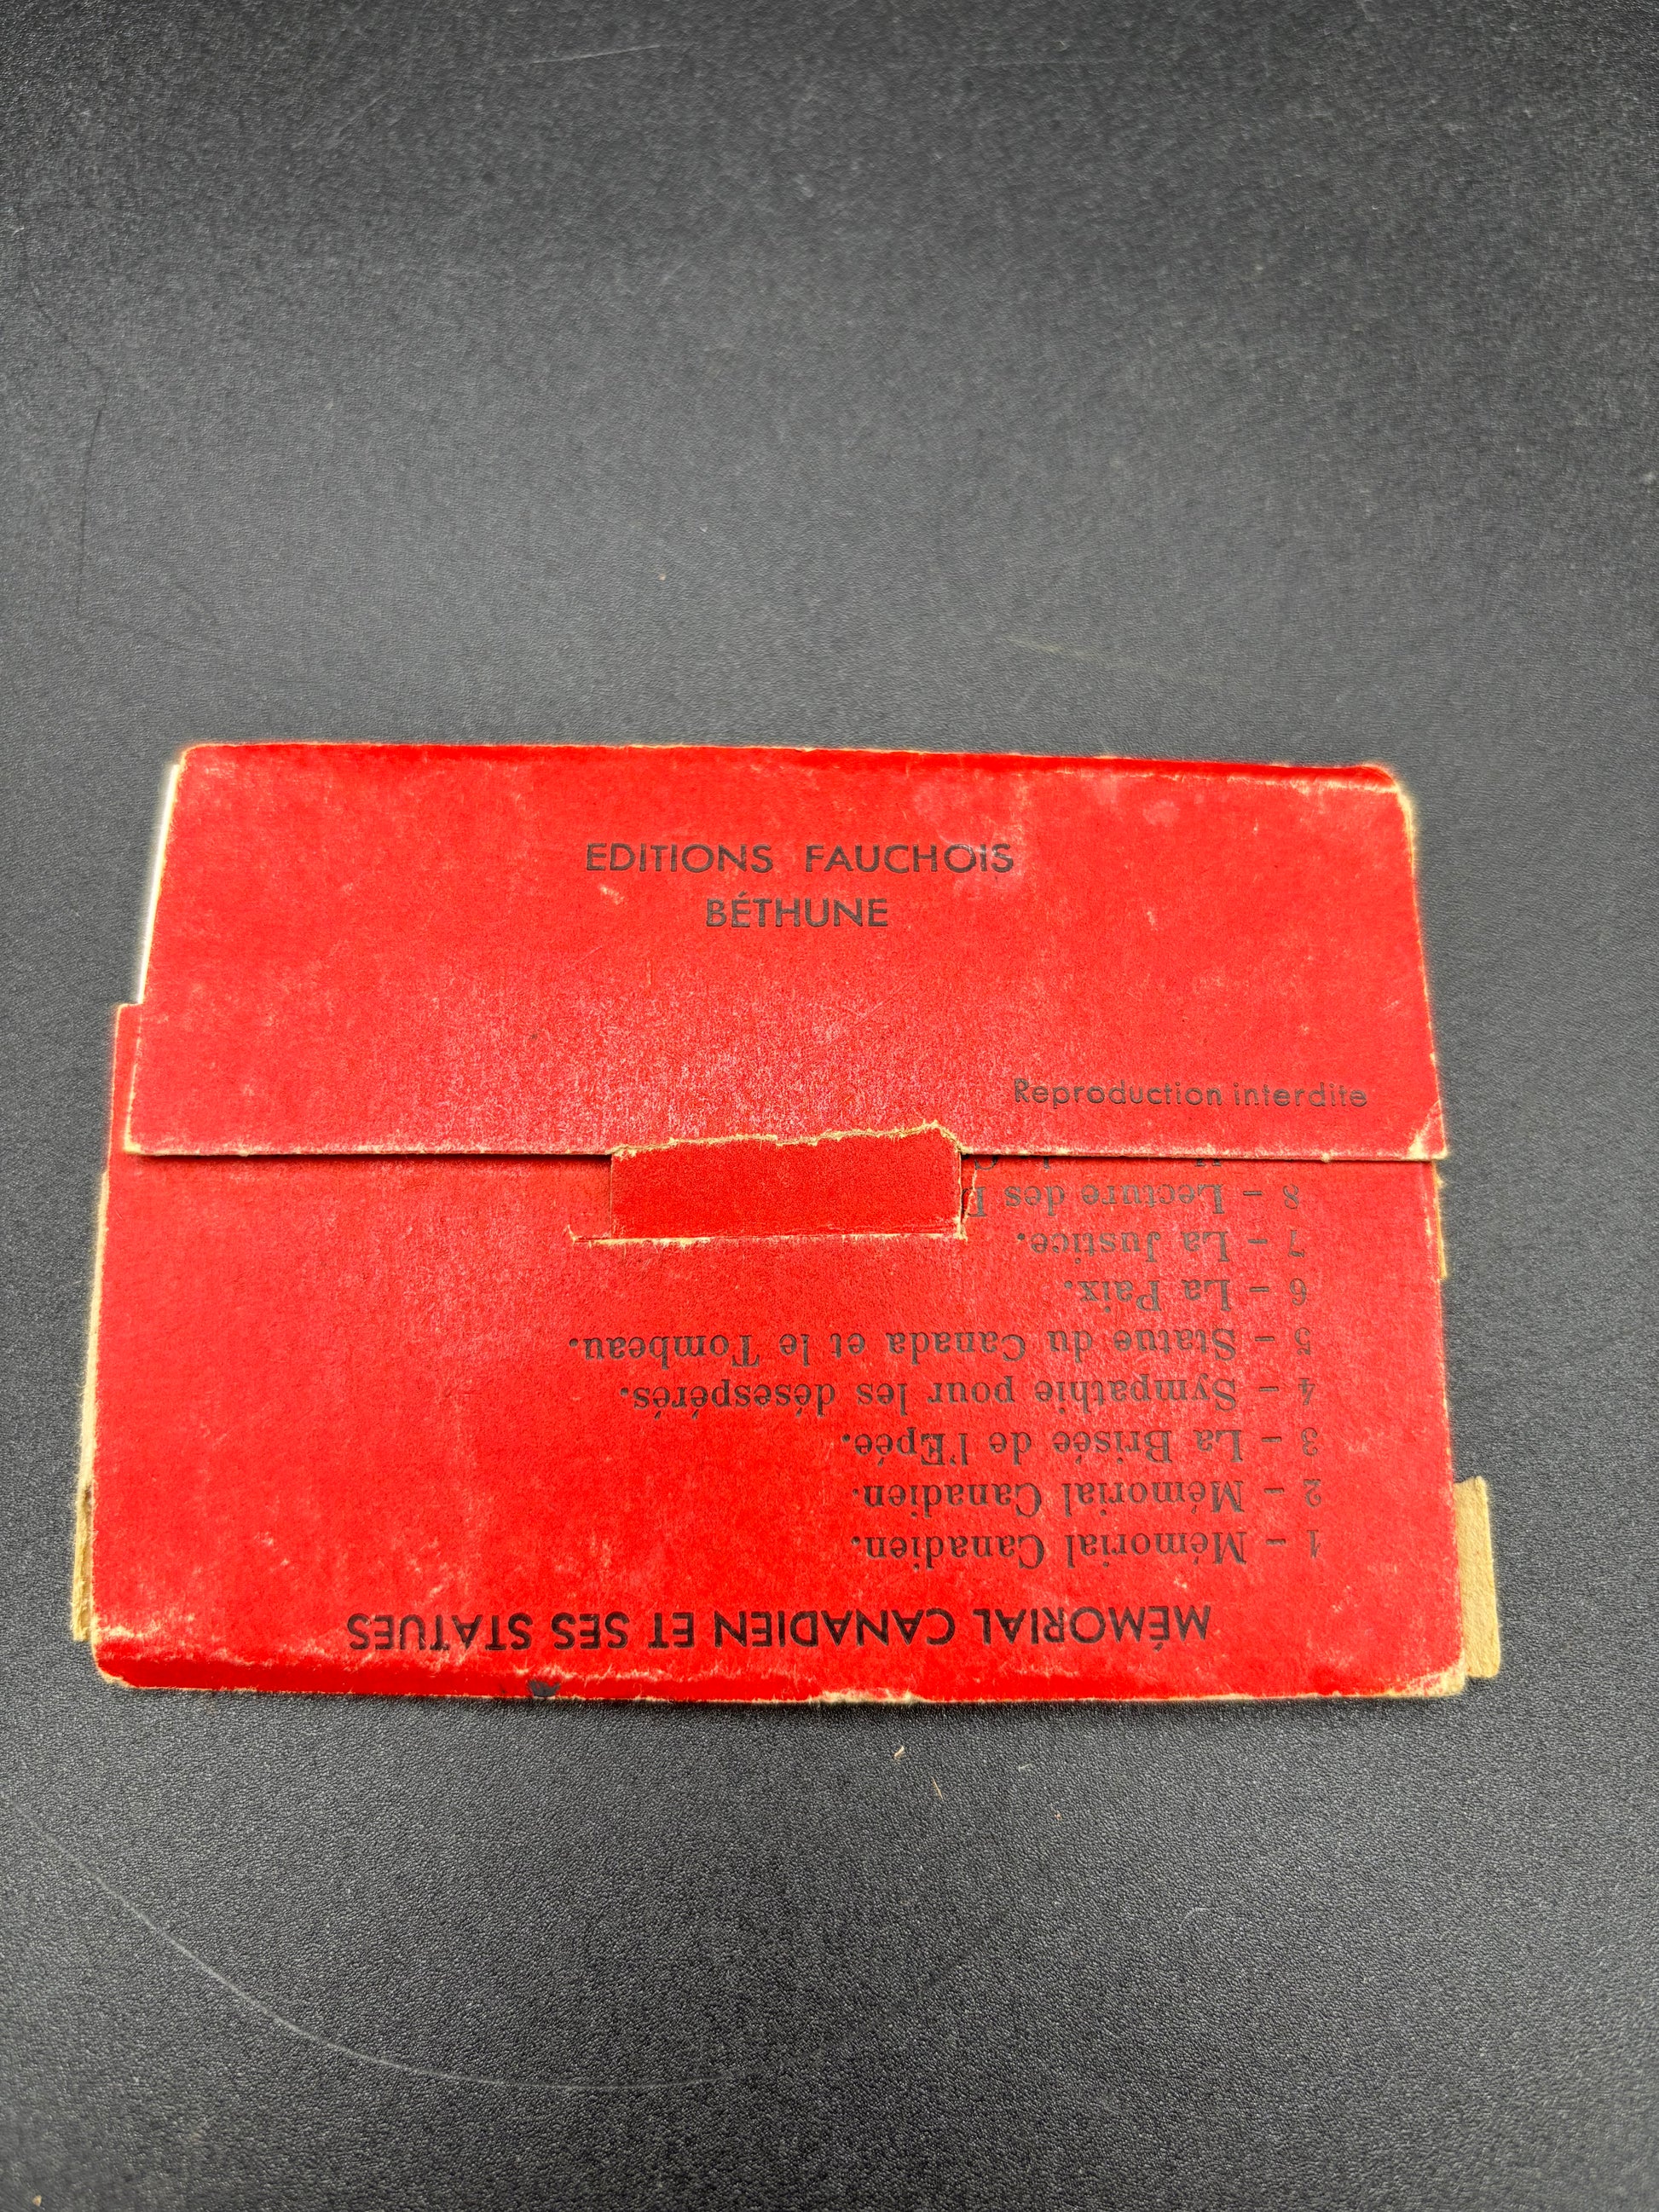 EDITIONS FAUCHOIS
BÉTHUNE
Reproduction interdite
MÉMORIAL CANADIEN ET SES STATUES
1 – Mémorial Canadien.
2 – Mémorial Canadien.
3 – La Brisée de l'Epée.
4 – Sympathie pour les désespérés.
5 – Statue du Canada et le Tombeau.
6 – La Paix.
7 – La Justice.
8 – Lecture des